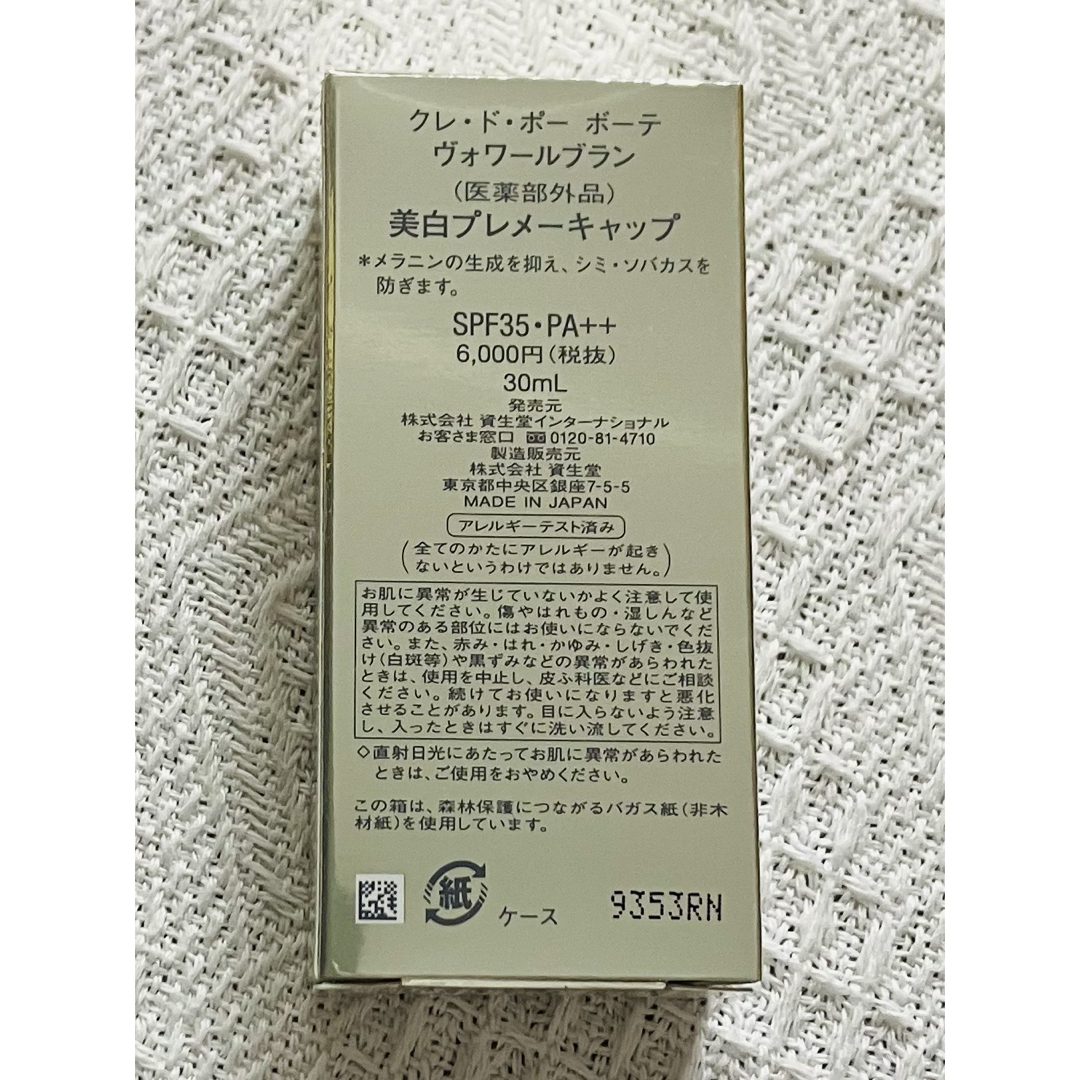 クレ・ド・ポー ボーテ
ヴォワールブラン
（医薬部外品）
美白プレメーキャップ
＊メラニンの生成を抑え、シミ・ソバカスを
防ぎます。
SPF35・PA++
6,000円（税抜）
30mL
発売元
株式会社 資生堂インターナショナル
お客さま窓口 0120-81-4710
製造販売元
株式会社 資生堂
東京都中央区銀座7-5-5
MADE IN JAPAN
アレルギーテスト済み
（全てのかたにアレルギーが起き
ないというわけではありません。）
お肌に異常が生じていないかよく注意して使
用してください。傷やはれもの・湿しんなど
異常のある部位にはお使いにならないでくだ
さい。また、赤み・はれ・かゆみ・しげき・色抜
け（白斑等）や黒ずみなどの異常があらわれた
ときは、使用を中止し、皮ふ科医などにご相談
ください。続けてお使いになりますと悪化
させることがあります。目に入らないよう注意
し、入ったときはすぐに洗い流してください。
◇直射日光にあたってお肌に異常があらわれた
ときは、ご使用をおやめください。
この箱は、森林保護につながるバガス紙（非木
材紙）を使用しています。
紙 ケース 9353RN